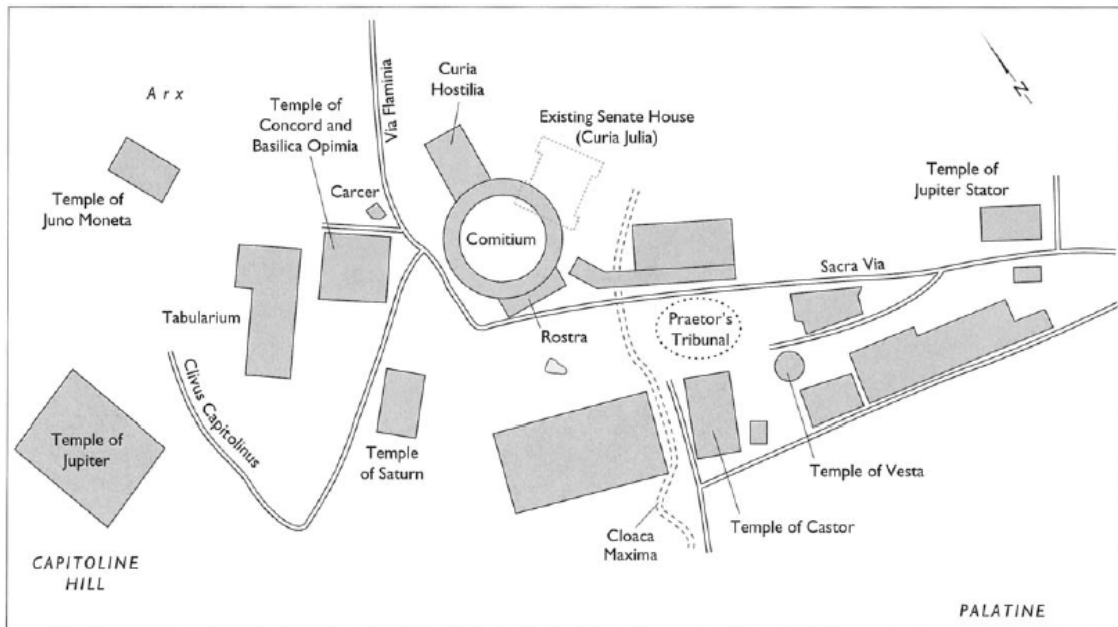 Arx
Temple of
Juno Moneta
Temple of
Concord and
Basilica Opimia
Via Flaminia
Curia
Hostilia
Existing Senate House
(Curia Julia)
N
Carcer
Comitium
Temple of
Jupiter Stator
Sacra Via
Tabularium
Rostra
Praetor's
Tribunal
Clivus Capitolinus
Temple of
Jupiter
Temple
of Saturn
Temple of Vesta
Temple of Castor
Cloaca
Maxima
CAPITOLINE
HILL
PALATINE